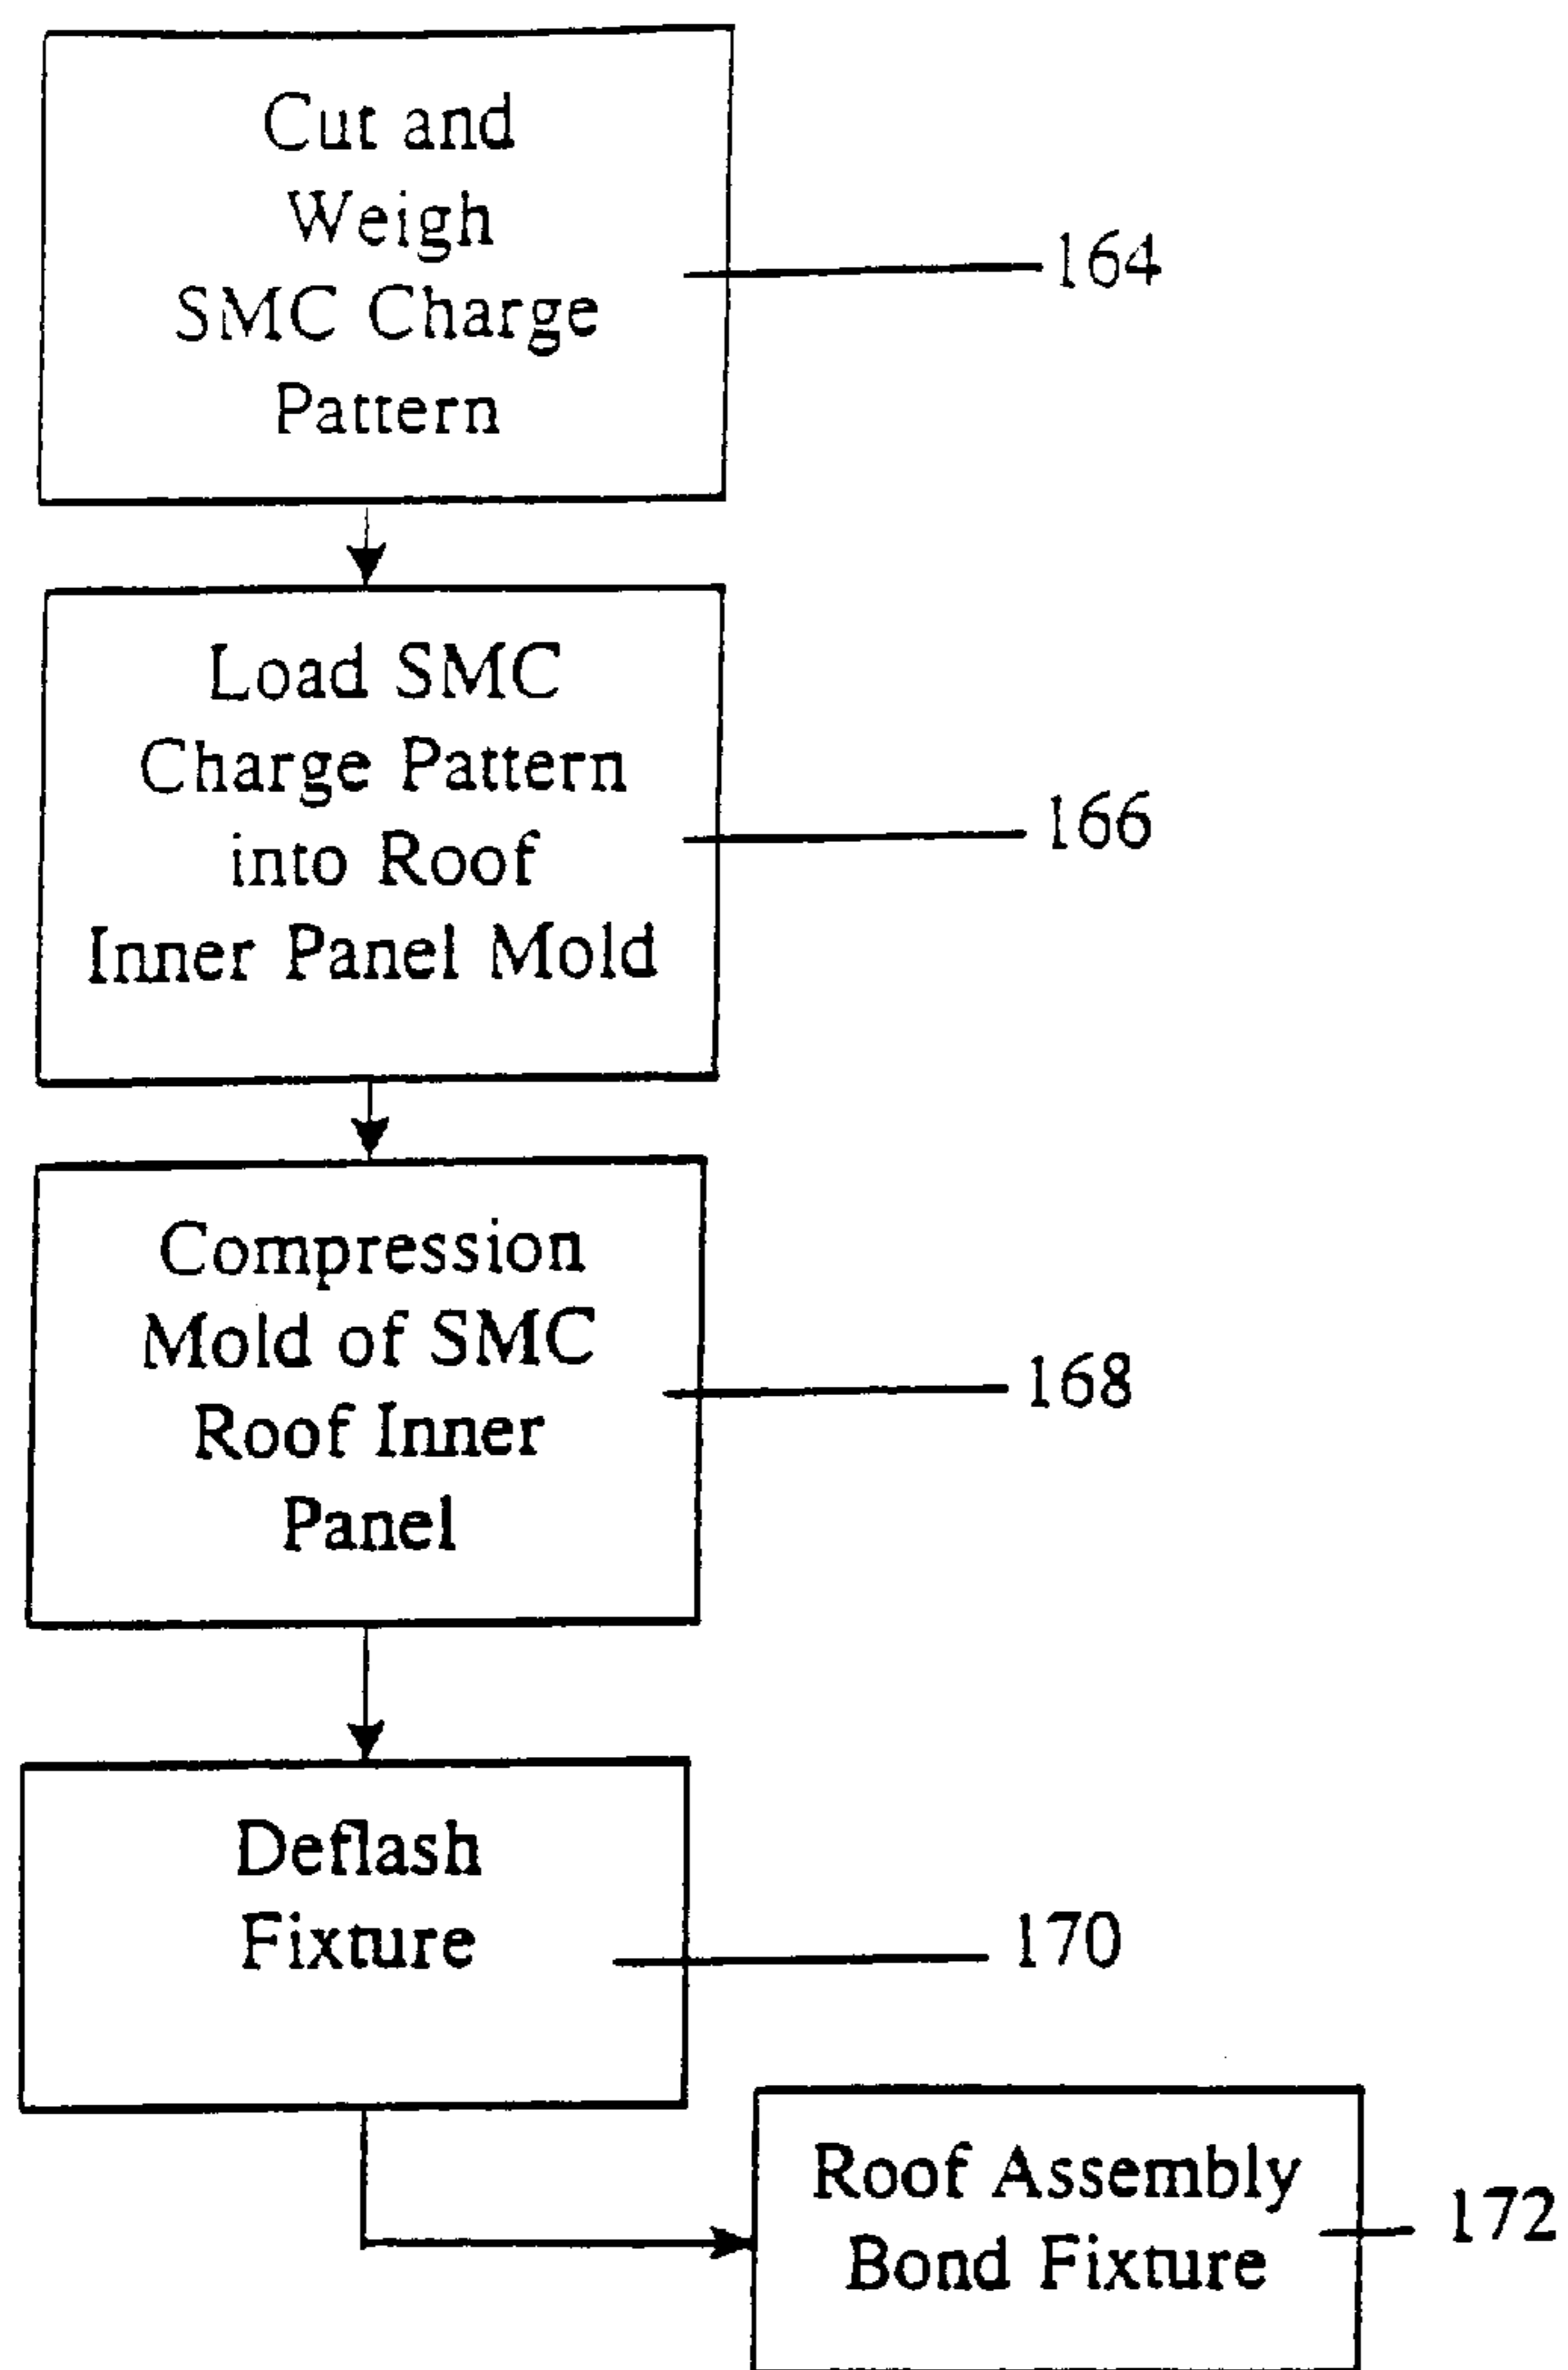 Cut and
Weigh
SMC Charge
Pattern
164
Load SMC
Charge Pattern
into Roof
Inner Panel Mold
166
Compression
Mold of SMC
Roof Inner
Panel
168
Deflash
Fixture
170
Roof Assembly
Bond Fixture
172